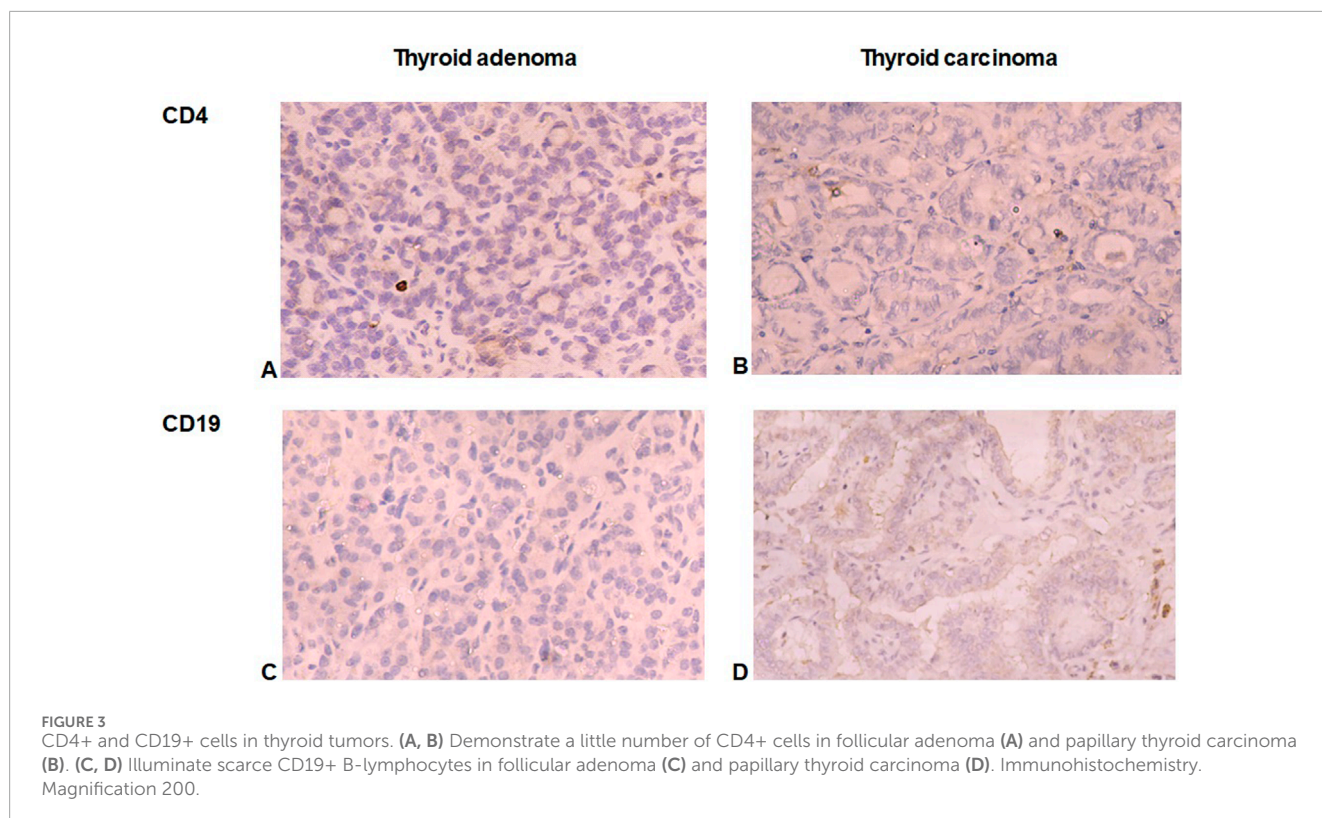 Thyroid adenoma Thyroid carcinoma
CD4
A B
CD19
C D
FIGURE 3
CD4+ and CD19+ cells in thyroid tumors. (A, B) Demonstrate a little number of CD4+ cells in follicular adenoma (A) and papillary thyroid carcinoma
(B). (C, D) Illuminate scarce CD19+ B-lymphocytes in follicular adenoma (C) and papillary thyroid carcinoma (D). Immunohistochemistry.
Magnification 200.